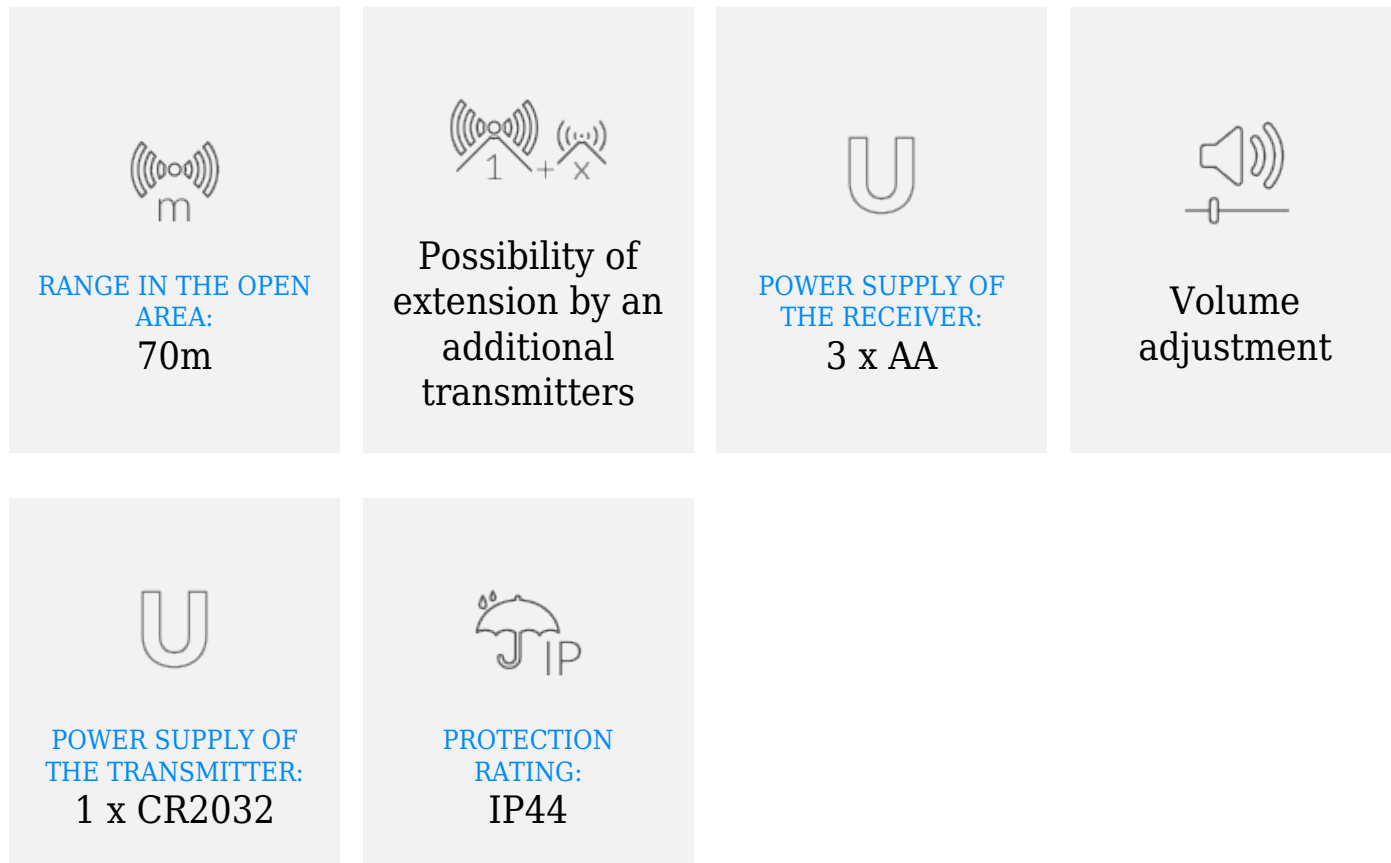 m
RANGE IN THE OPEN
AREA:
70m
1 + x
Possibility of
extension by an
additional
transmitters
U
POWER SUPPLY OF
THE RECEIVER:
3 x AA
Volume
adjustment
U
POWER SUPPLY OF
THE TRANSMITTER:
1 x CR2032
IP
PROTECTION
RATING:
IP44